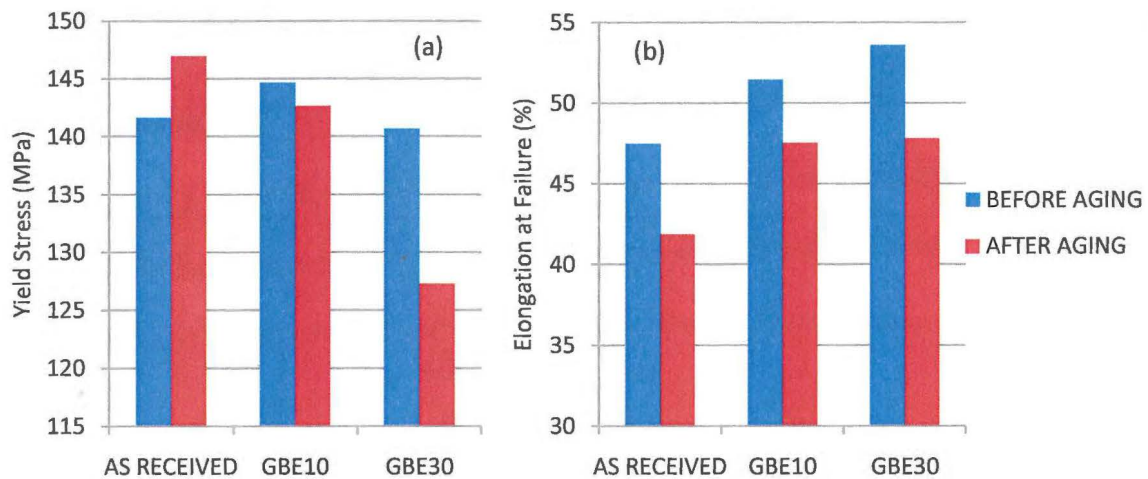 (a)
Yield Stress (MPa)
150
145
140
135
130
125
120
115
AS RECEIVED GBE10 GBE30
(b)
Elongation at Failure (%)
55
50
45
40
35
30
AS RECEIVED GBE10 GBE30
BEFORE AGING
AFTER AGING